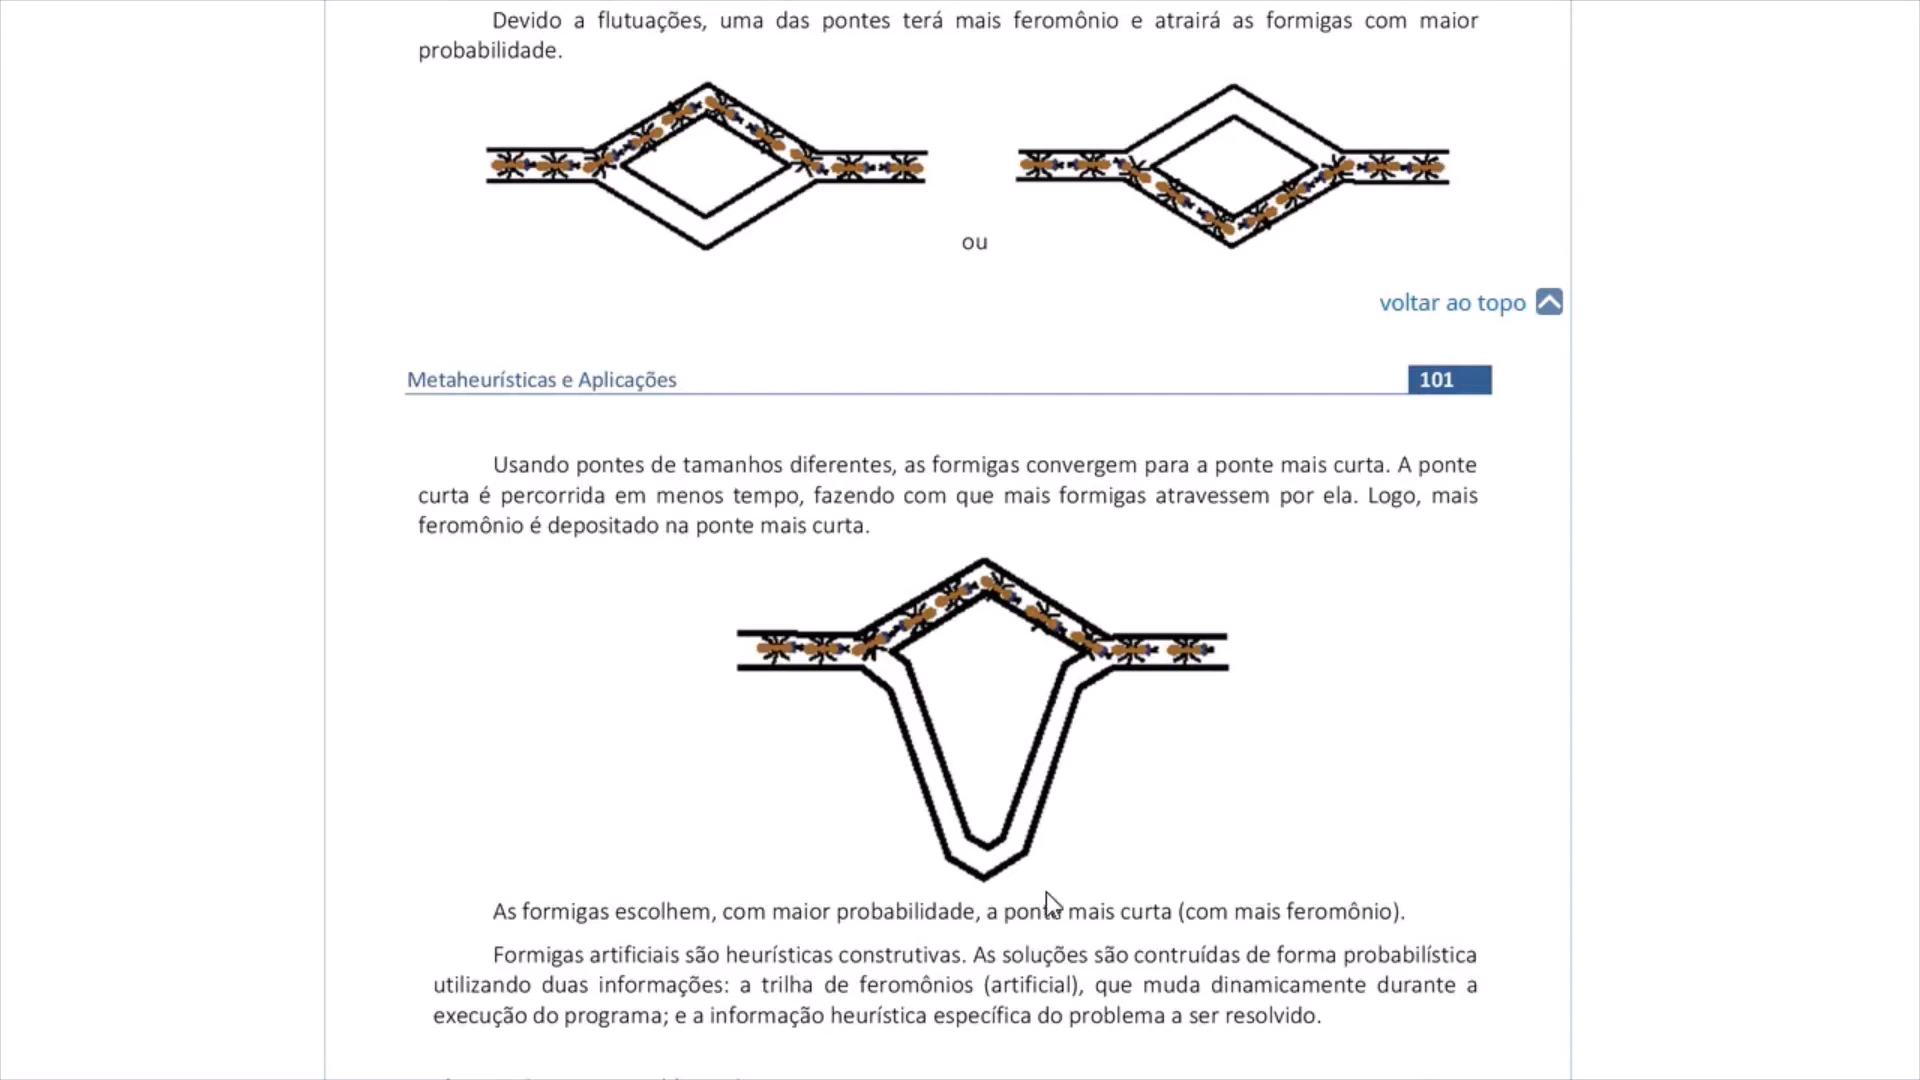 Devido a flutuações, uma das pontes terá mais feromônio e atrairá as formigas com maior
probabilidade.
ou
voltar ao topo
Metaheurísticas e Aplicações
101
Usando pontes de tamanhos diferentes, as formigas convergem para a ponte mais curta. A ponte
curta é percorrida em menos tempo, fazendo com que mais formigas atravessem por ela. Logo, mais
feromônio é depositado na ponte mais curta.
As formigas escolhem, com maior probabilidade, a ponte mais curta (com mais feromônio).
Formigas artificiais são heurísticas construtivas. As soluções são contruídas de forma probabilística
utilizando duas informações: a trilha de feromônios (artificial), que muda dinamicamente durante a
execução do programa; e a informação heurística específica do problema a ser resolvido.